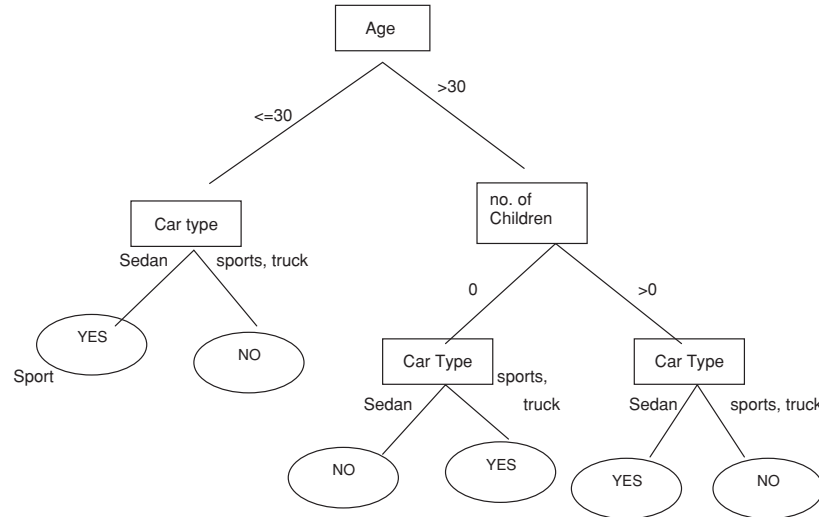 Age
<=30
>30
Car type
no. of
Children
Sedan
sports, truck
0
>0
YES
NO
Sport
Car Type
sports,
truck
Sedan
Car Type
Sedan
sports, truck
NO
YES
YES
NO